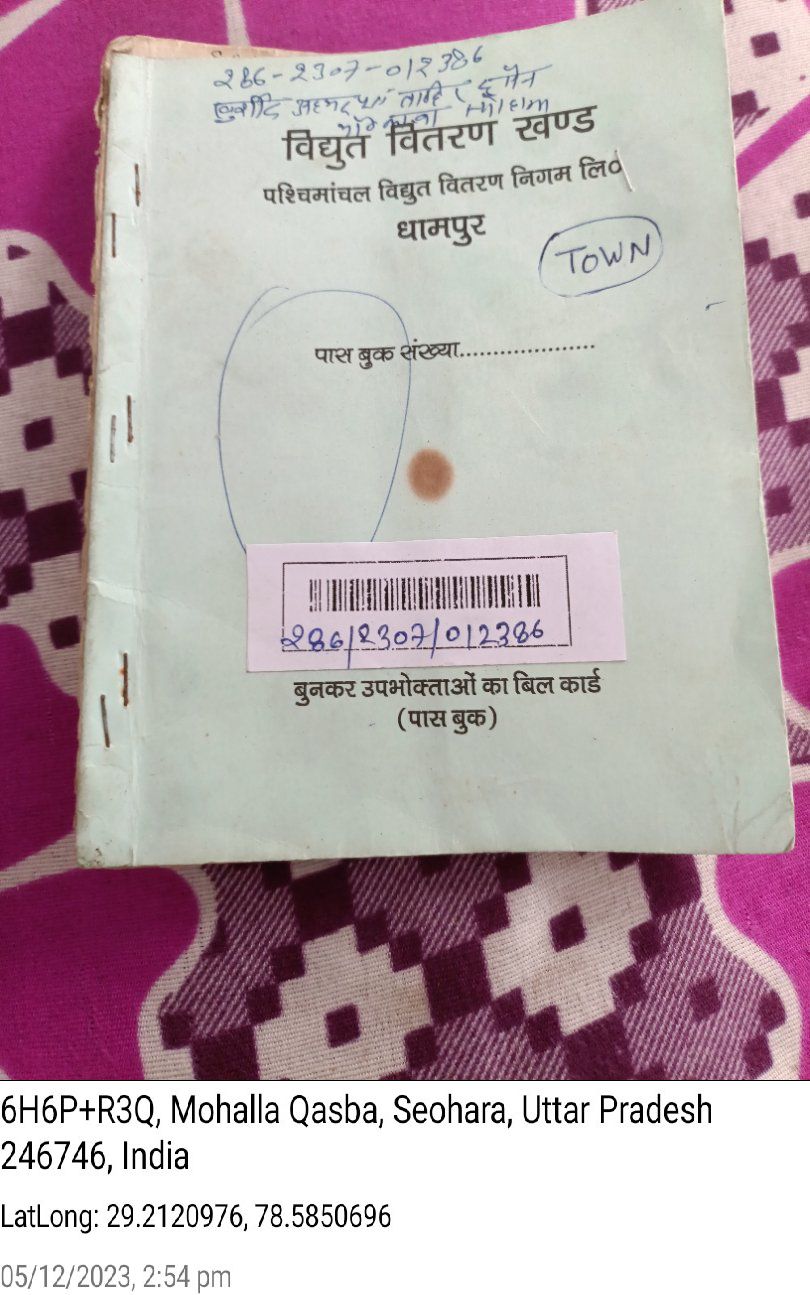 286-2307-012386
खुर्शीद अहमद ताहिर हुसैन
विद्युत वितरण खण्ड
पश्चिमांचल विद्युत वितरण निगम लि०
धामपुर
TOWN
पास बुक संख्या....................
286/2307/012386
बुनकर उपभोक्ताओं का बिल कार्ड
(पास बुक)
6H6P+R3Q, Mohalla Qasba, Seohara, Uttar Pradesh
246746, India
LatLong: 29.2120976, 78.5850696
05/12/2023, 2:54 pm